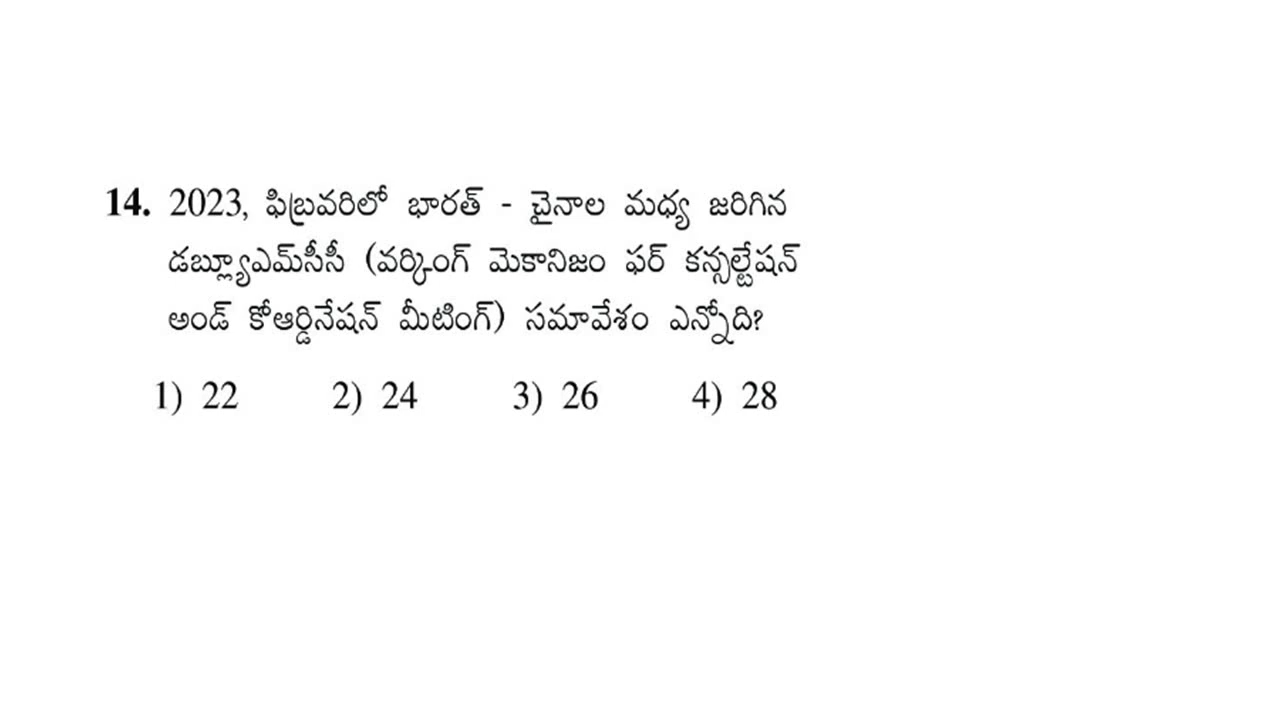 14. 2023, ఫిబ్రవరిలో భారత్ - చైనాల మధ్య జరిగిన
డబ్ల్యూఎమ్‌సీసీ (వర్కింగ్ మెకానిజం ఫర్ కన్సల్టేషన్
అండ్ కోఆర్డినేషన్ మీటింగ్) సమావేశం ఎన్నోది?
1) 22 2) 24 3) 26 4) 28